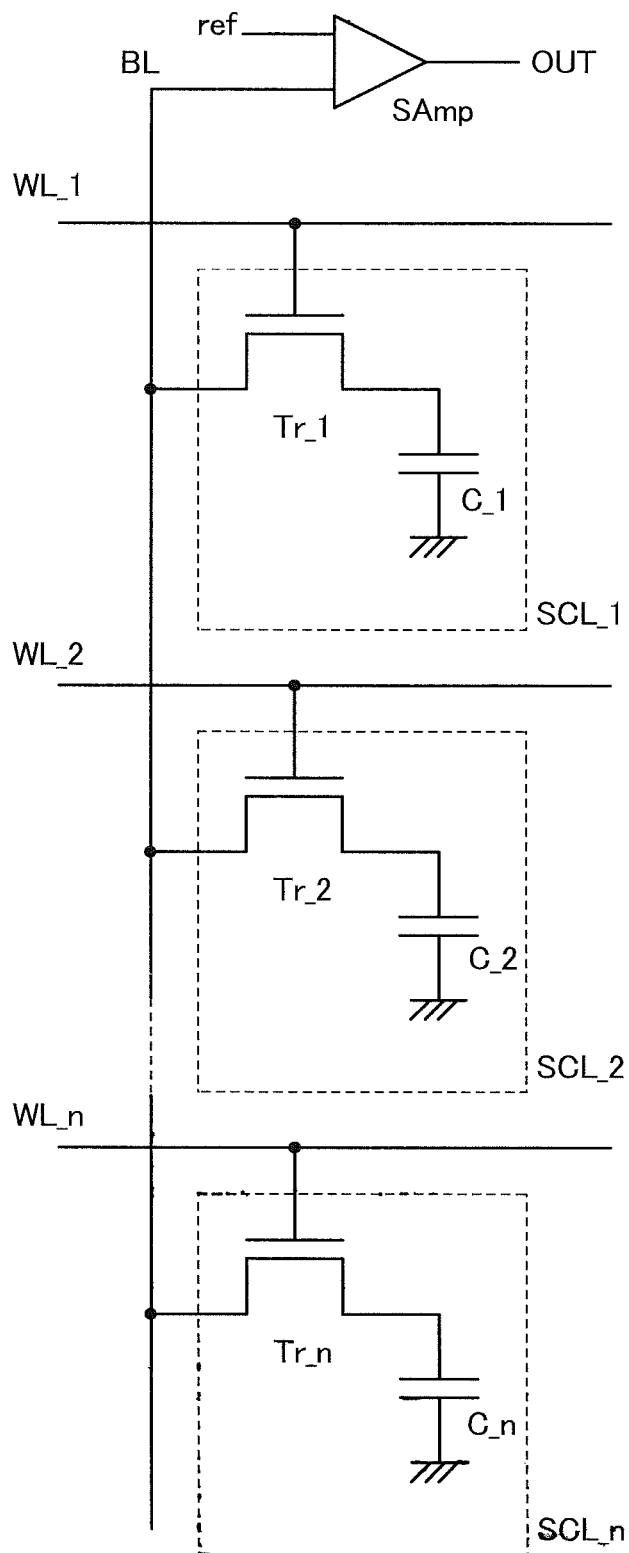 ref
BL
OUT
SAmp
WL_1
Tr_1
C_1
SCL_1
WL_2
Tr_2
C_2
SCL_2
WL_n
Tr_n
C_n
SCL_n